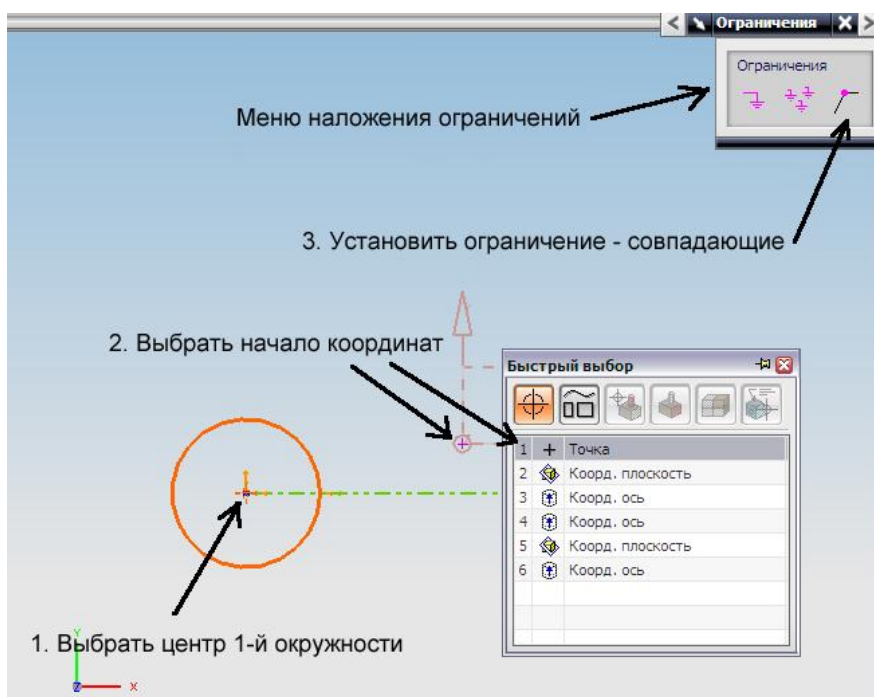 Ограничения
Ограничения
Меню наложения ограничений
3. Установить ограничение - совпадающие
2. Выбрать начало координат
Быстрый выбор
1 Точка
2 Коорд. плоскость
3 Коорд. ось
4 Коорд. ось
5 Коорд. плоскость
6 Коорд. ось
1. Выбрать центр 1-й окружности
Y
Z
X